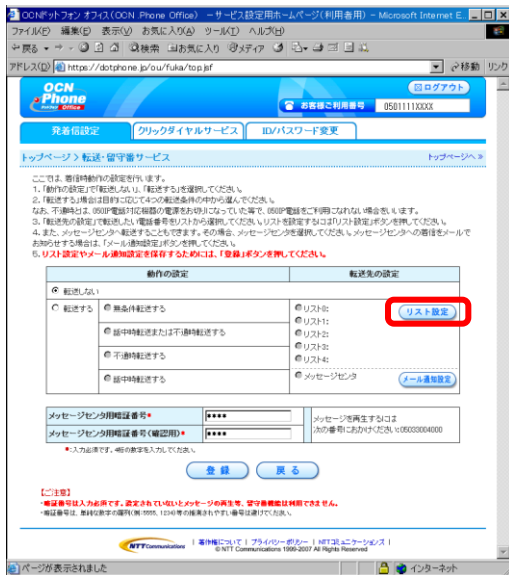 OCNドットフォン オフィス(OCN .Phone Office) －サービス設定用ホームページ(利用者用) - Microsoft Internet E...
ファイル(F) 編集(E) 表示(V) お気に入り(A) ツール(T) ヘルプ(H)
戻る 検索 お気に入り メディア
アドレス(D) https://dotphone.jp/ou/fuka/top.jsf 移動 リンク
OCN
.Phone
Office
ログアウト
お客様ご利用番号 0501111XXXX
発着信設定 クリックダイヤルサービス ID/パスワード変更
トップページ > 転送・留守番サービス トップページへ
ここでは、着信時動作の設定を行います。
1.「動作の設定」で「転送しない」、「転送する」を選択してください。
2.「転送する」場合は目的に応じて4つの転送条件の中から選んでください。
なお、不通時とは、050IP電話対応機器の電源をお切りになっていた等で、050IP電話をご利用になれない場合をいいます。
3.「転送先の設定」で転送したい電話番号をリストから選択してください。リストを設定するには「リスト設定」ボタンを押してください。
4.また、メッセージセンタへ転送することもできます。その場合、メッセージセンタを選択してください。メッセージセンタへの着信をメールで
お知らせする場合は、「メール通知設定」ボタンを押してください。
5.リスト設定やメール通知設定を保存するためには、「登録」ボタンを押してください。
動作の設定 転送先の設定
転送しない
転送する 無条件転送する
話中時転送または不通時転送する
不通時転送する
話中時転送する
リスト0:
リスト1:
リスト2:
リスト3:
リスト4:
リスト設定
メッセージセンタ メール通知設定
メッセージセンタ用暗証番号* ****
メッセージセンタ用暗証番号(確認用)* ****
メッセージを再生するには
次の番号におかけください:05033004000
*:入力必須です。4桁の数字を入力してください。
登 録 戻 る
【ご注意】
・暗証番号は入力必須です。設定されていないとメッセージの再生等、留守番機能は利用できません。
・暗証番号は、単純な数字の羅列(例:5555、1234)等の推測されやすい番号は避けてください。
NTT Communications | 著作権について | プライバシーポリシー | NTTコミュニケーションズ |
© NTT Communications 1999-2007 All Rights Reserved
ページが表示されました インターネット